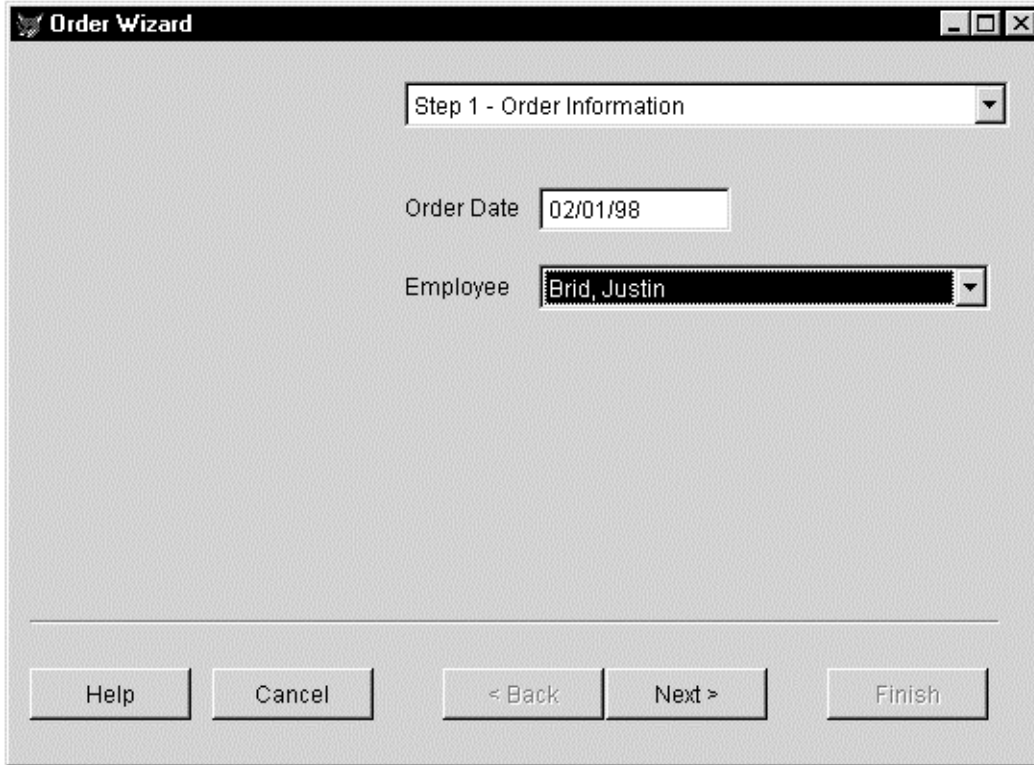 Order Wizard
Step 1 - Order Information
Order Date 02/01/98
Employee Brid, Justin
Help Cancel < Back Next > Finish